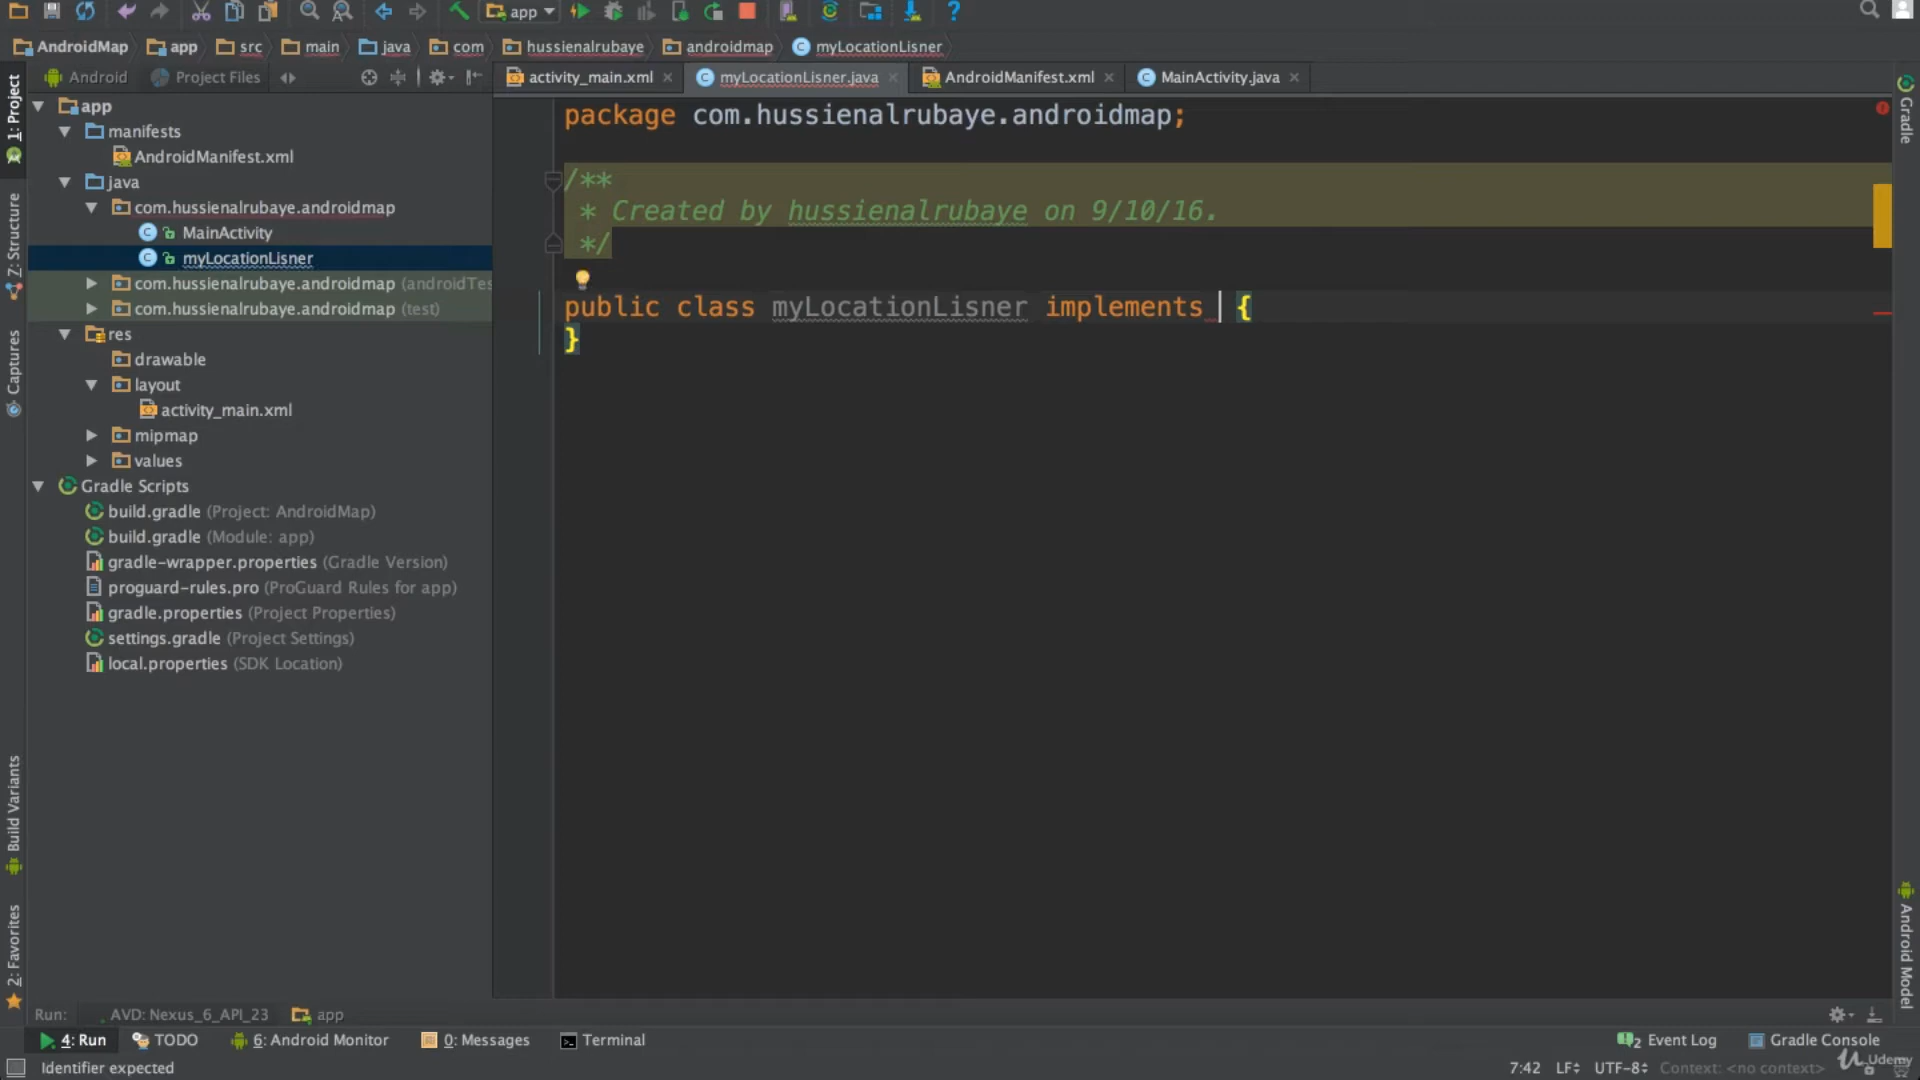 app
AndroidMap app src main java com hussienalrubaye androidmap myLocationLisner
Android Project Files
activity_main.xml myLocationLisner.java AndroidManifest.xml MainActivity.java
1: Project
Z: Structure
Captures
Build Variants
2: Favorites
app
manifests
AndroidManifest.xml
java
com.hussienalrubaye.androidmap
MainActivity
myLocationLisner
com.hussienalrubaye.androidmap (androidTes
com.hussienalrubaye.androidmap (test)
res
drawable
layout
activity_main.xml
mipmap
values
Gradle Scripts
build.gradle (Project: AndroidMap)
build.gradle (Module: app)
gradle-wrapper.properties (Gradle Version)
proguard-rules.pro (ProGuard Rules for app)
gradle.properties (Project Properties)
settings.gradle (Project Settings)
local.properties (SDK Location)
package com.hussienalrubaye.androidmap;
/**
* Created by hussienalrubaye on 9/10/16.
*/
public class myLocationLisner implements {
}
Gradle
Android Model
Run: AVD: Nexus_6_API_23 app
4: Run TODO 6: Android Monitor 0: Messages Terminal 2 Event Log Gradle Console
Identifier expected 7:42 LF UTF-8 Context: <no context>
Udemy